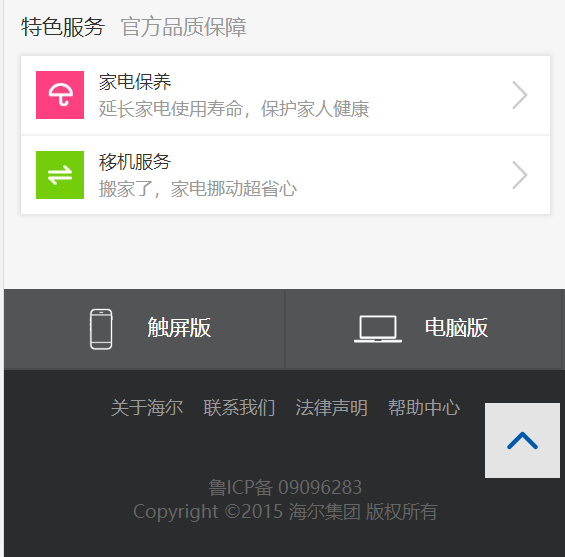 特色服务 官方品质保障
家电保养
延长家电使用寿命，保护家人健康
移机服务
搬家了，家电挪动超省心
触屏版 电脑版
关于海尔 联系我们 法律声明 帮助中心
鲁ICP备 09096283
Copyright ©2015 海尔集团 版权所有